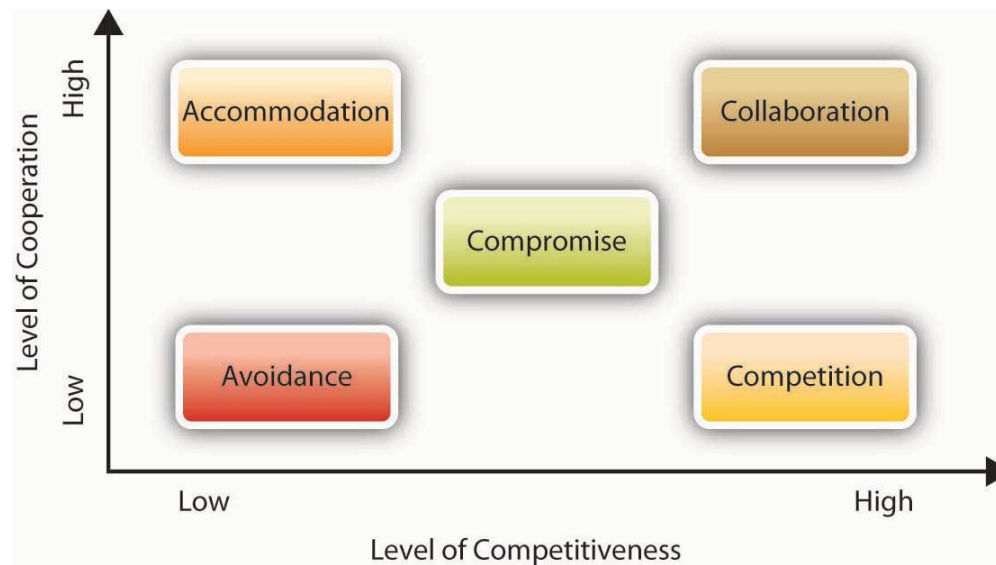 High
Accommodation
Collaboration
Level of Cooperation
Compromise
Avoidance
Competition
Low
Low
High
Level of Competitiveness